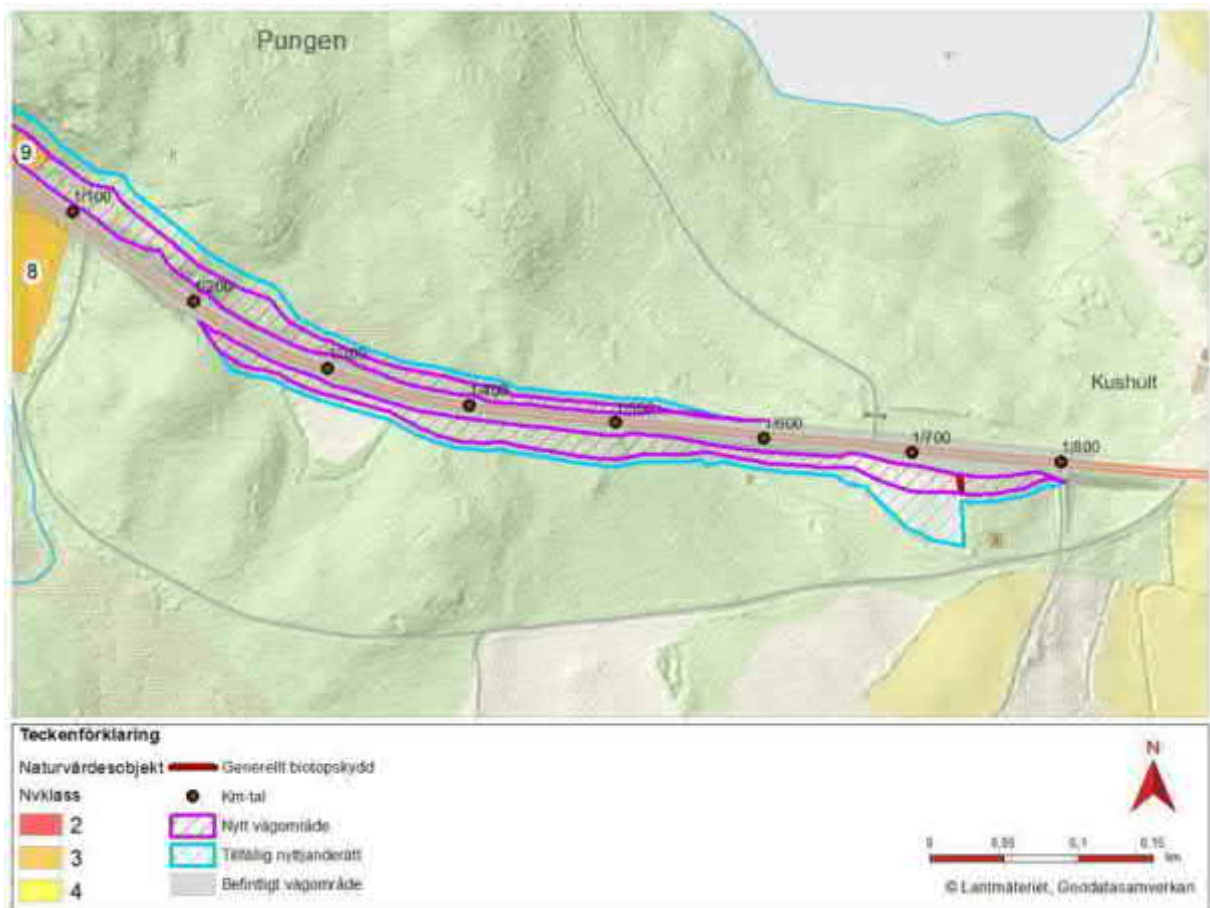 Pungen
9
1/100
8
1/200
1/300
1/400
1/500
1/600
1/700
1/800
Kushult
Teckenförklaring
Naturvärdesobjekt
Generellt biotopskydd
Nvklass
Km-tal
2
Nytt vägområde
3
Tillfällig nyttjanderätt
4
Befintligt vägområde
N
0 0,05 0,1 0,15
km
© Lantmäteriet, Geodatasamverkan